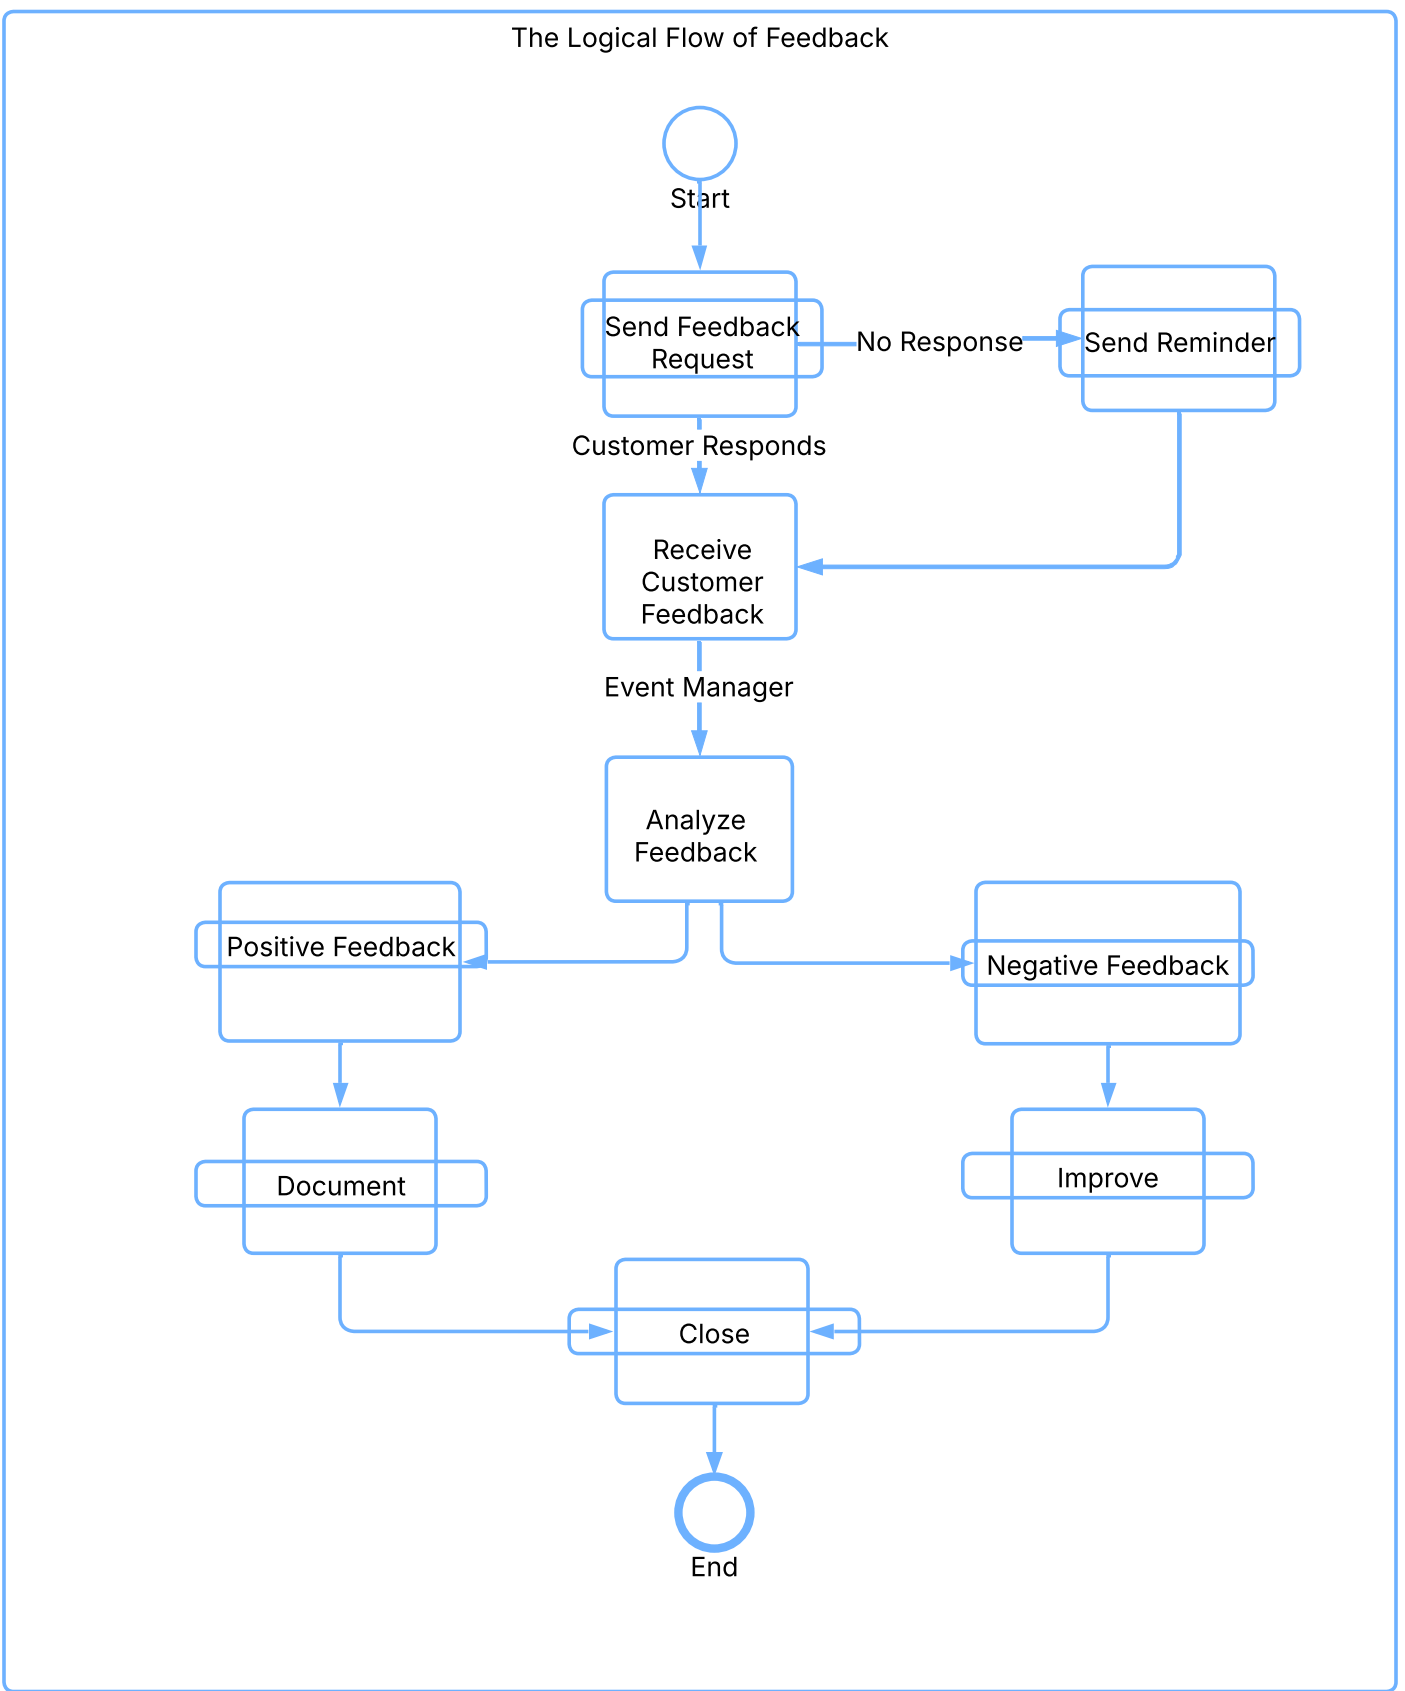 The Logical Flow of Feedback
Start
Send Feedback
Request
No Response
Send Reminder
Customer Responds
Receive
Customer
Feedback
Event Manager
Analyze
Feedback
Positive Feedback
Negative Feedback
Document
Improve
Close
End